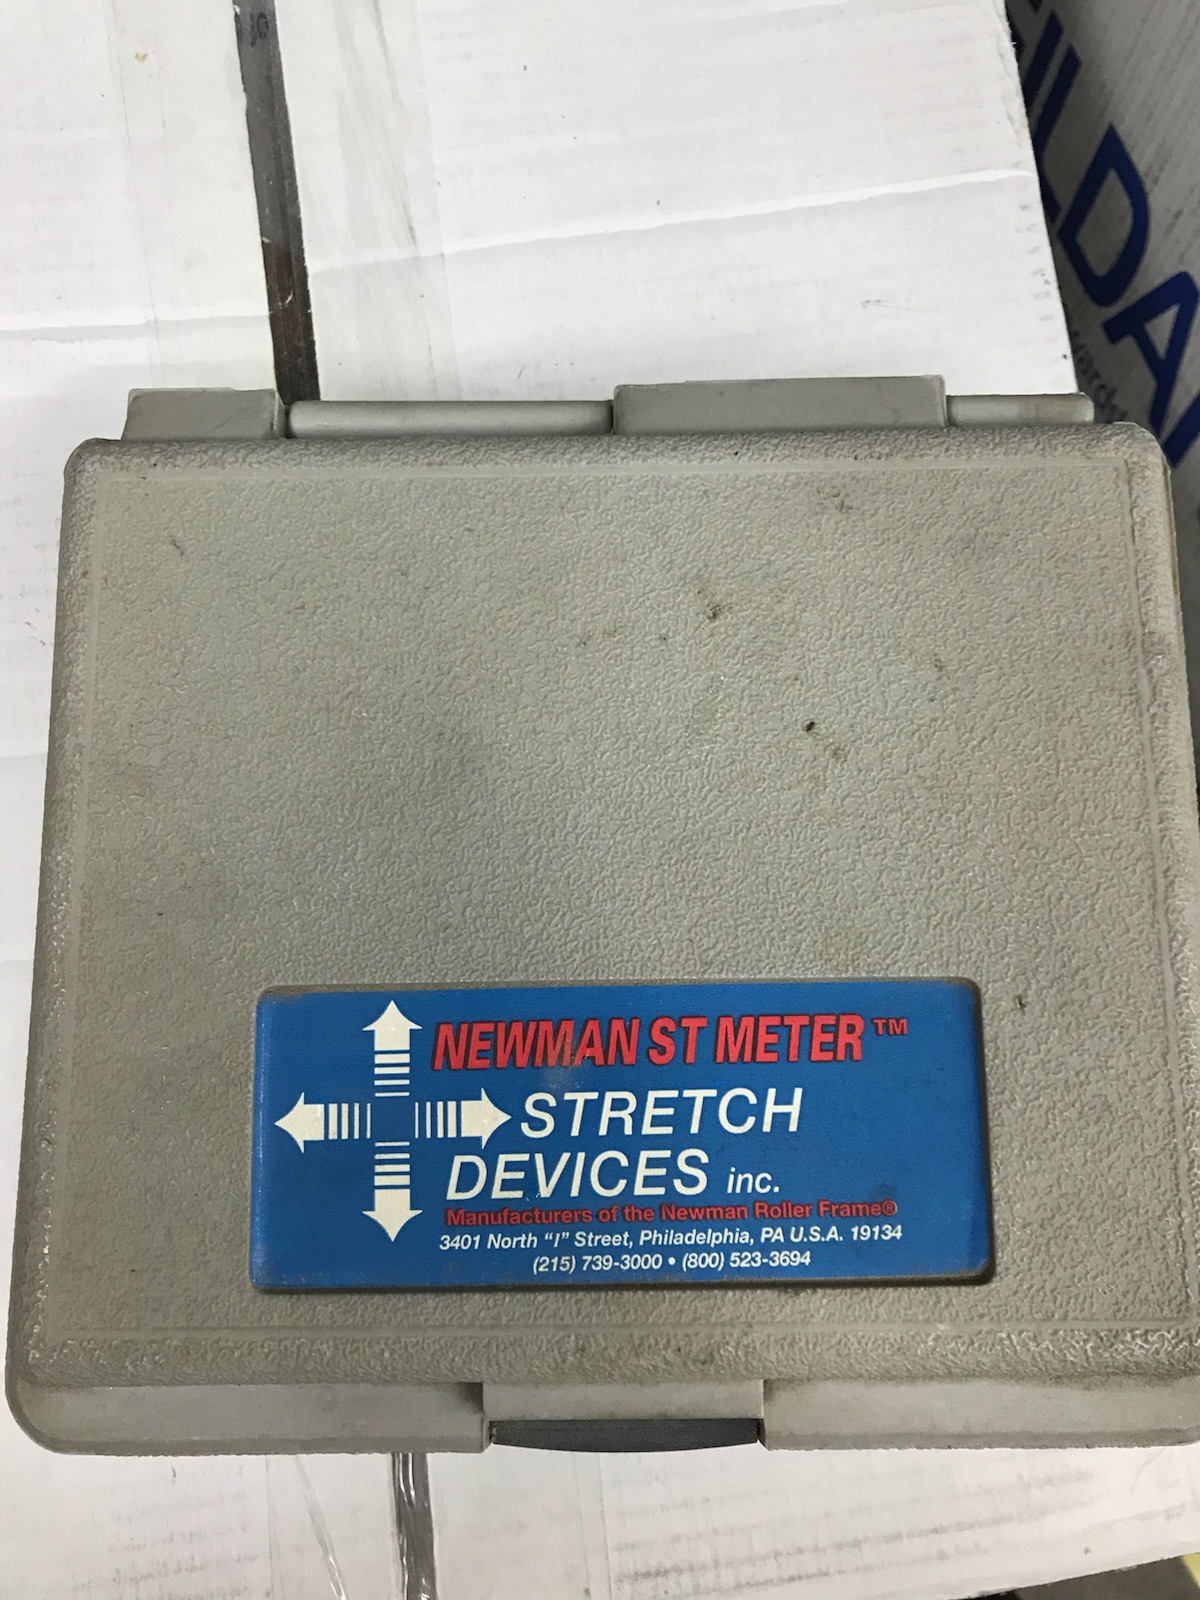 ILDA
NEWMAN ST METER™
STRETCH
DEVICES inc.
Manufacturers of the Newman Roller Frame®
3401 North "I" Street, Philadelphia, PA U.S.A. 19134
(215) 739-3000 • (800) 523-3694